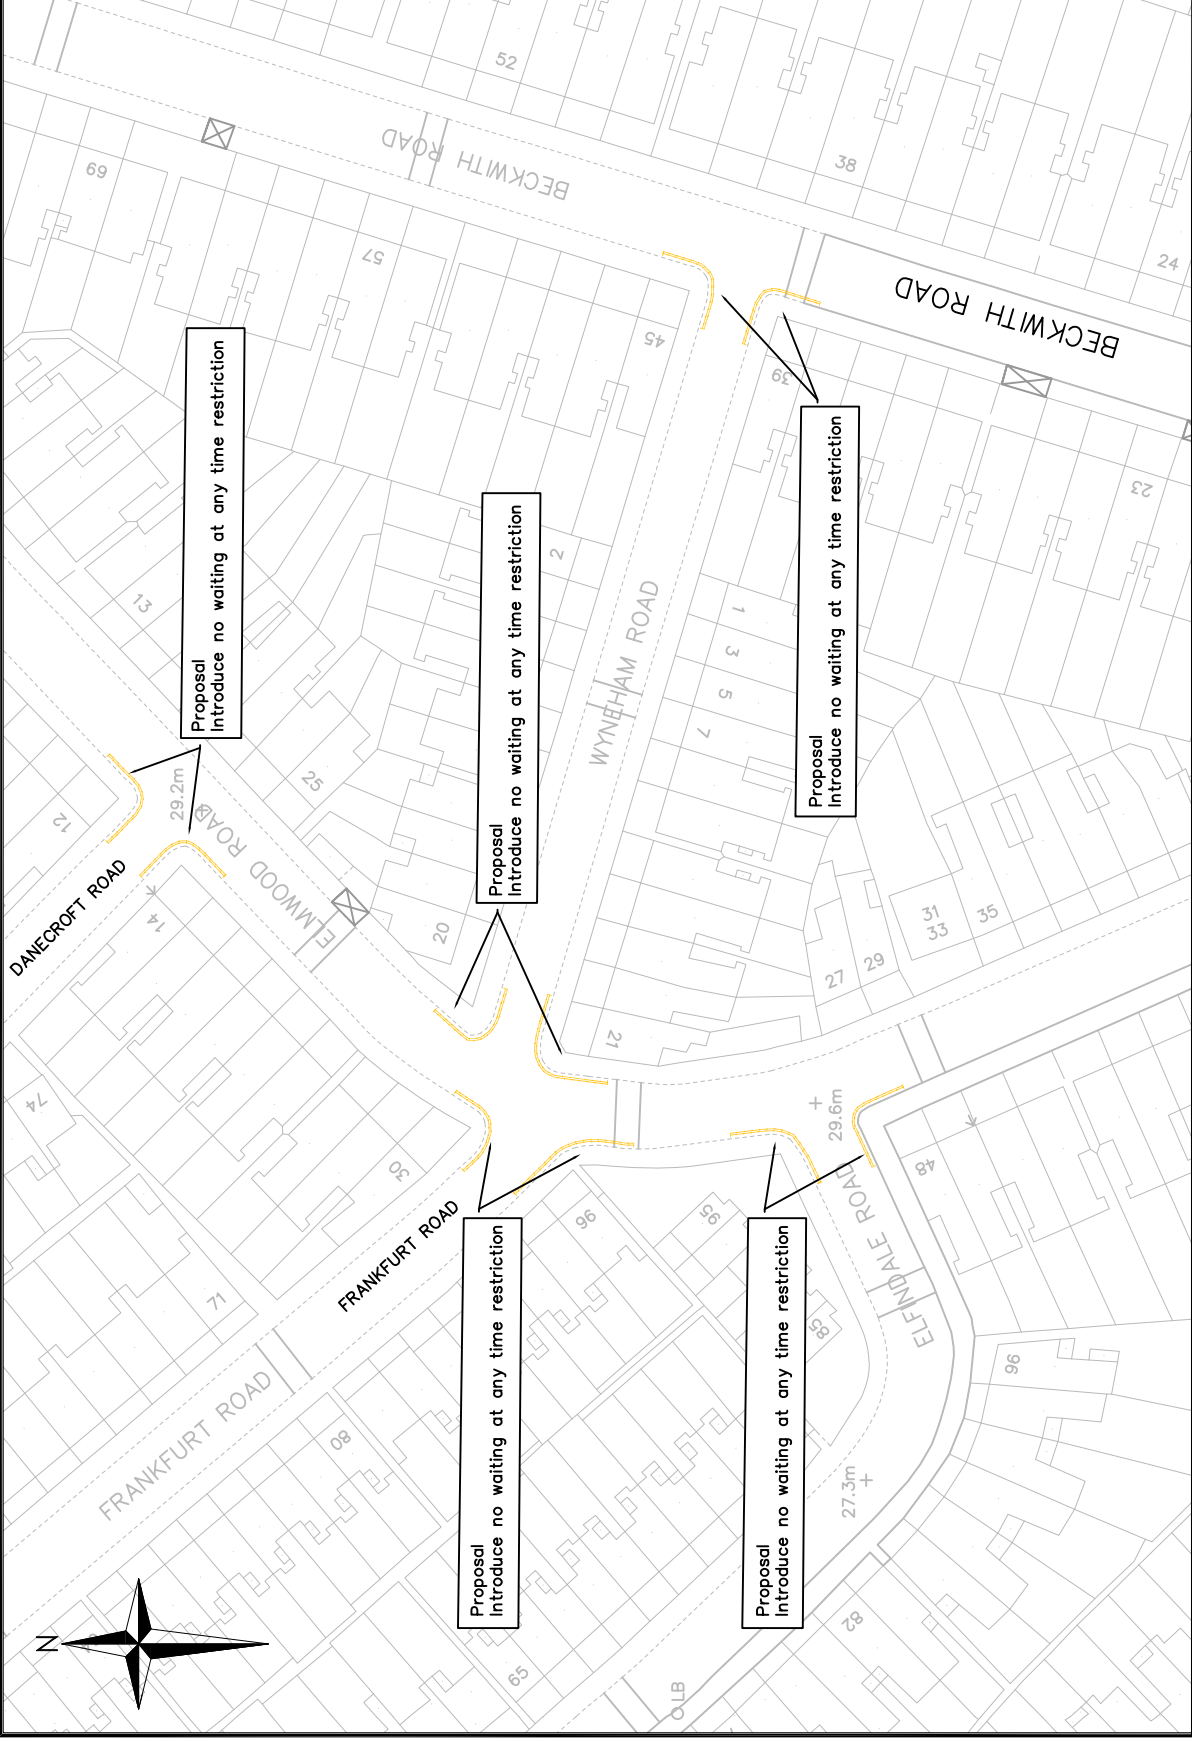 52
BECKWITH ROAD
69
57
38
24
BECKWITH ROAD
45
39
23
Proposal
Introduce no waiting at any time restriction
Proposal
Introduce no waiting at any time restriction
Proposal
Introduce no waiting at any time restriction
13
2
WYNEHAM ROAD
1
3
5
7
25
29.2m
12
ELMWOOD ROAD
DANECROFT ROAD
14
20
31
33
35
27
29
21
74
30
29.6m
48
FRANKFURT ROAD
71
96
95
85
ELFINDALE ROAD
96
FRANKFURT ROAD
80
Proposal
Introduce no waiting at any time restriction
Proposal
Introduce no waiting at any time restriction
27.3m
82
65
LB
N